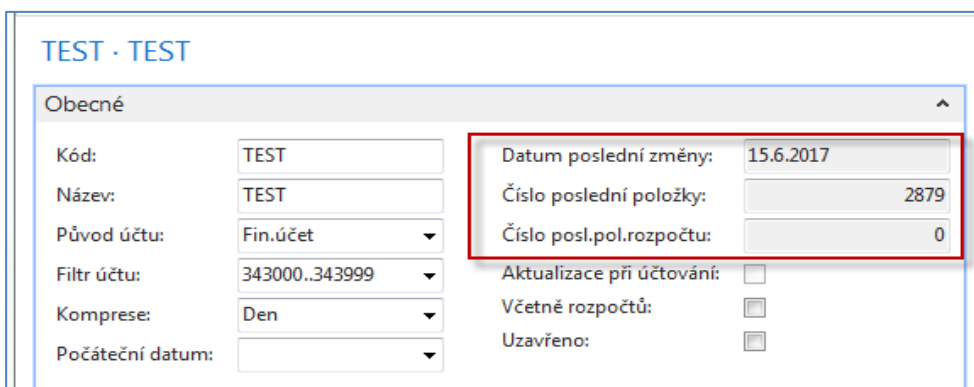 TEST · TEST
Obecné
Kód: TEST
Název: TEST
Původ účtu: Fin.účet
Filtr účtu: 343000..343999
Komprese: Den
Počáteční datum:
Datum poslední změny: 15.6.2017
Číslo poslední položky: 2879
Číslo posl.pol.rozpočtu: 0
Aktualizace při účtování:
Včetně rozpočtů:
Uzavřeno: